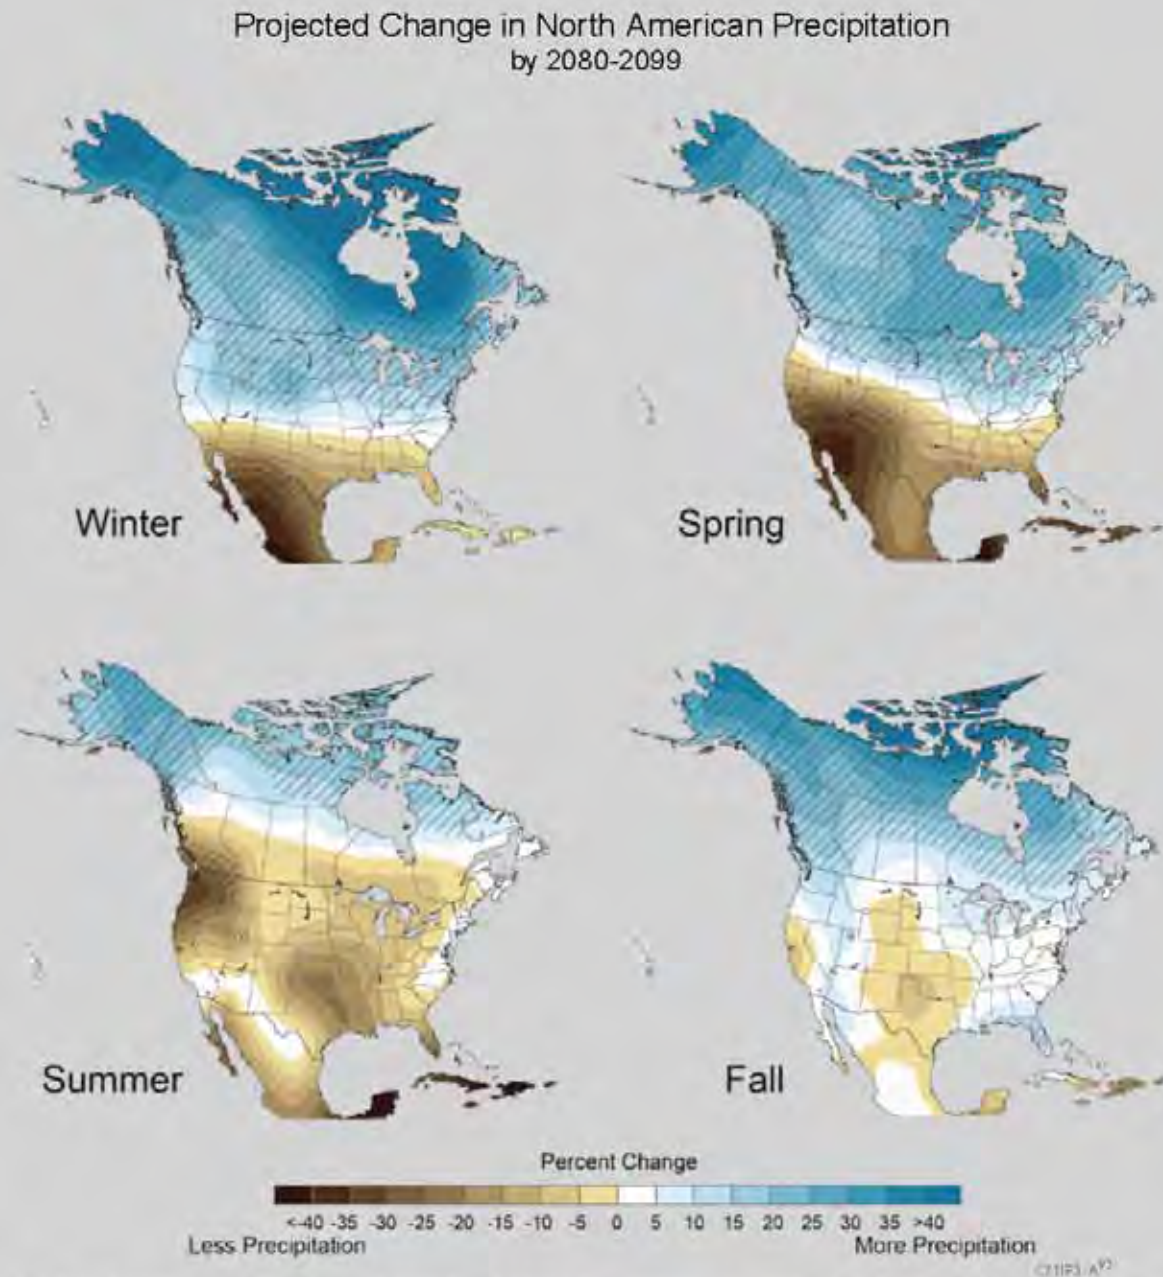 Projected Change in North American Precipitation
by 2080-2099
Winter
Spring
Summer
Fall
Percent Change
<-40 -35 -30 -25 -20 -15 -10 -5 0 5 10 15 20 25 30 35 >40
Less Precipitation
More Precipitation